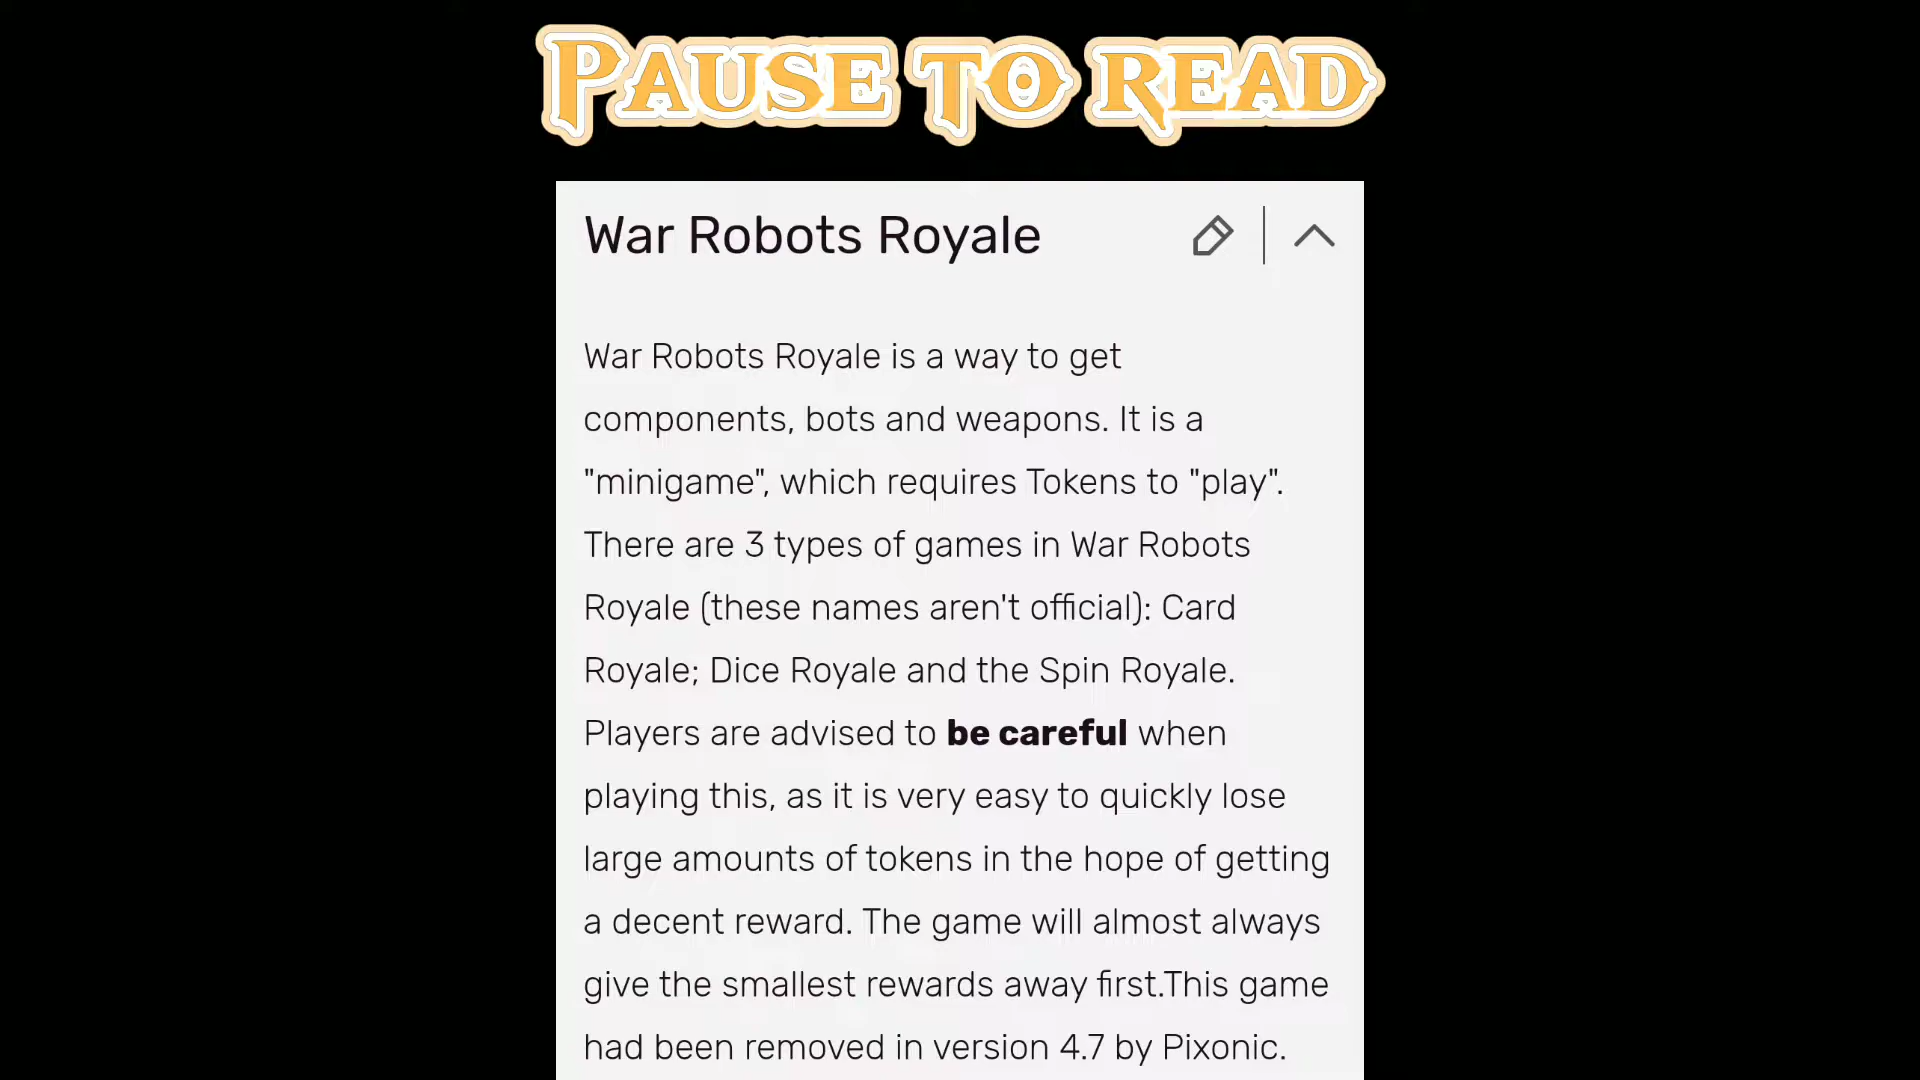 PAUSE TO READ
War Robots Royale
War Robots Royale is a way to get
components, bots and weapons. It is a
"minigame", which requires Tokens to "play".
There are 3 types of games in War Robots
Royale (these names aren't official): Card
Royale; Dice Royale and the Spin Royale.
Players are advised to be careful when
playing this, as it is very easy to quickly lose
large amounts of tokens in the hope of getting
a decent reward. The game will almost always
give the smallest rewards away first.This game
had been removed in version 4.7 by Pixonic.